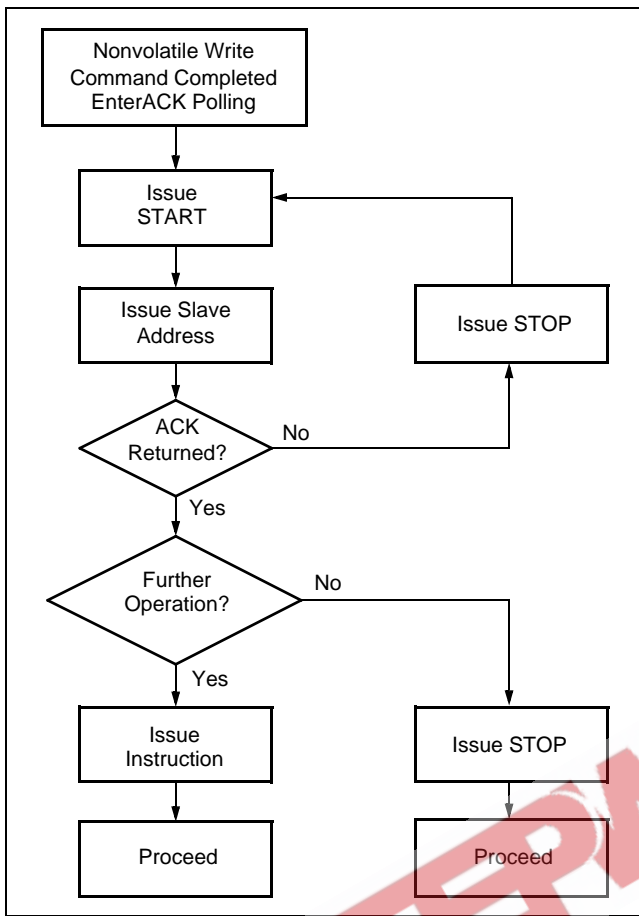 Nonvolatile Write
Command Completed
EnterACK Polling
Issue
START
Issue Slave
Address
Issue STOP
ACK
Returned?
No
Yes
Further
Operation?
No
Yes
Issue
Instruction
Issue STOP
Proceed
Proceed